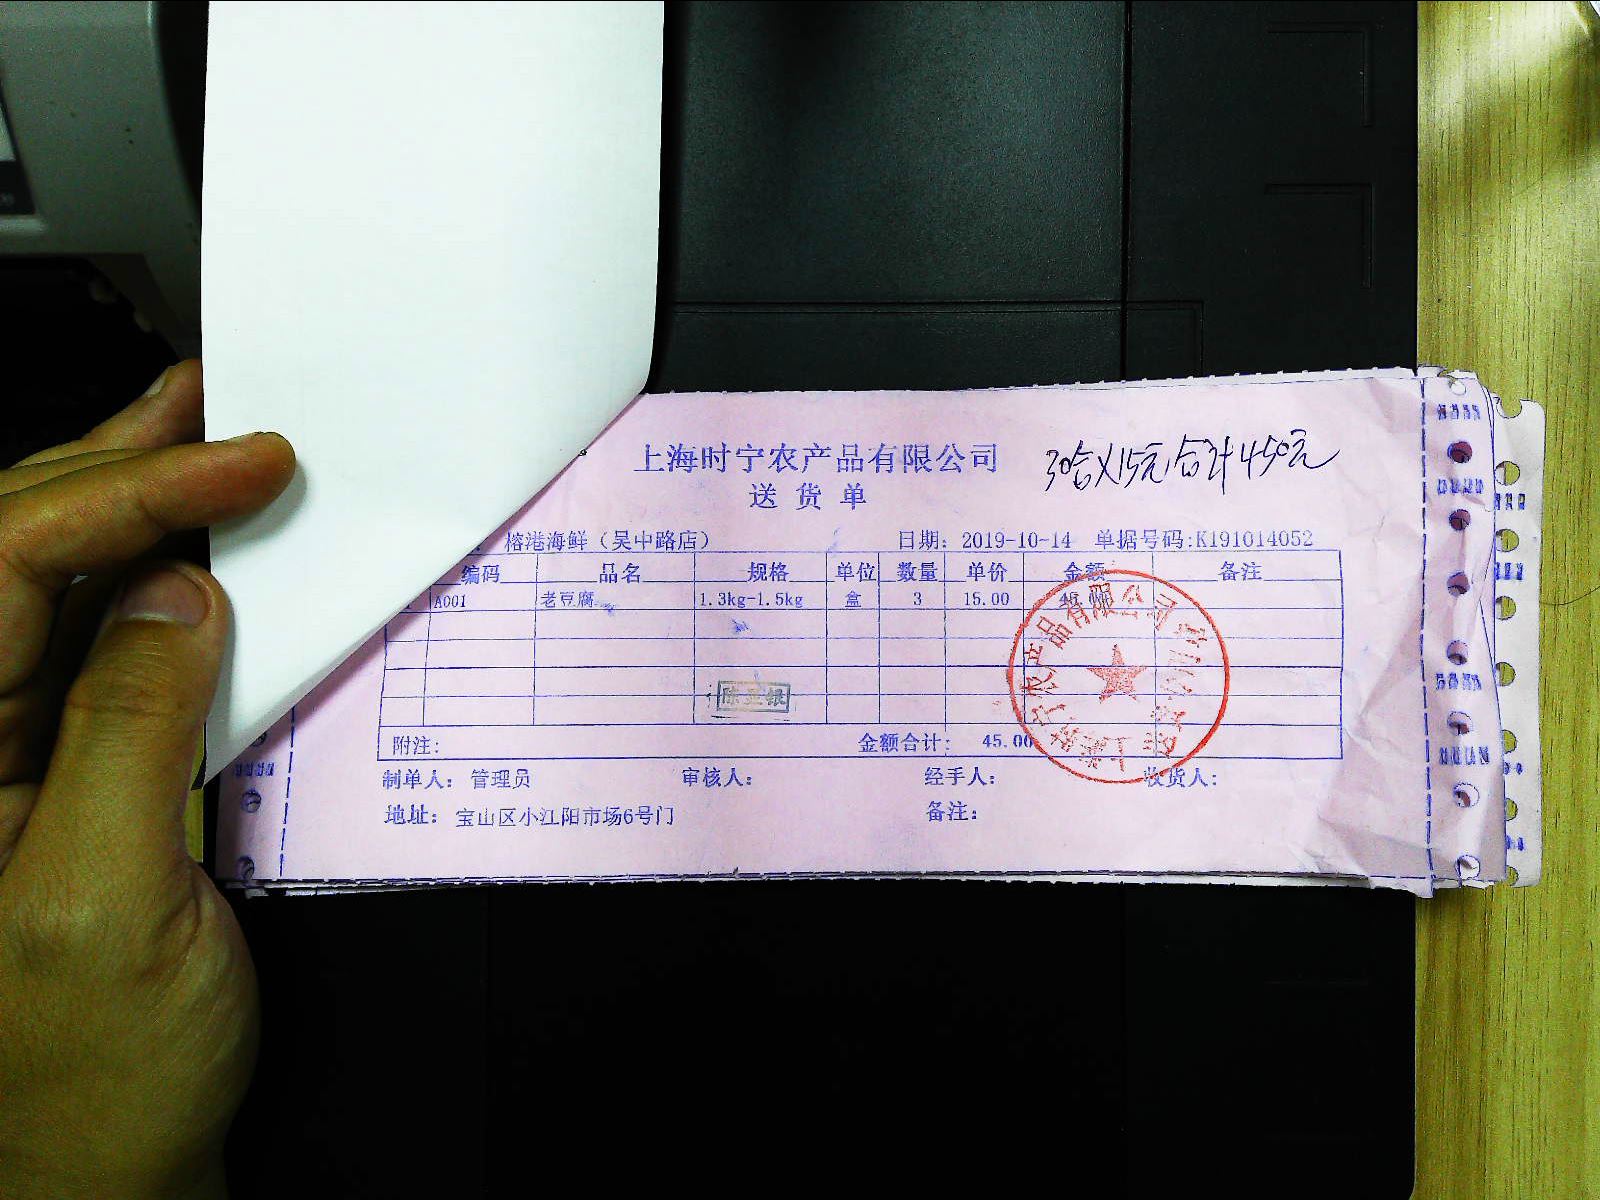 上海时宁农产品有限公司
30合X15元合计450元
送货单
榕港海鲜（吴中路店） 日期：2019-10-14 单据号码:K191014052
编码 品名 规格 单位 数量 单价 金额 备注
A001 老豆腐 1.3kg-1.5kg 盒 3 15.00 45.00
附注： 金额合计： 45.00
制单人：管理员 审核人： 经手人： 收货人：
地址：宝山区小江阳市场6号门 备注：